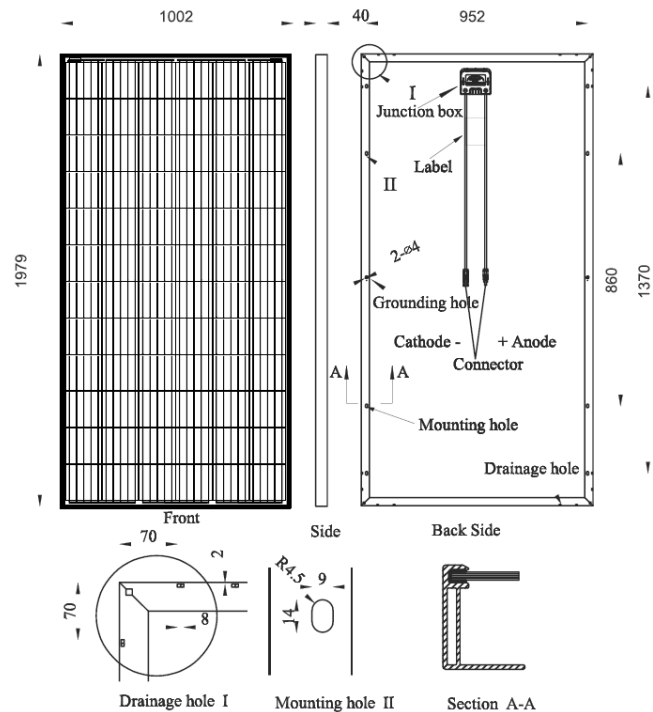 1002
40
952
I
Junction box
Label
II
1979
2-ø4
Grounding hole
860
1370
Cathode -
+ Anode
Connector
A
A
Mounting hole
Drainage hole
Front
Side
Back Side
70
2
70
8
R4.5
9
14
Drainage hole I
Mounting hole II
Section A-A